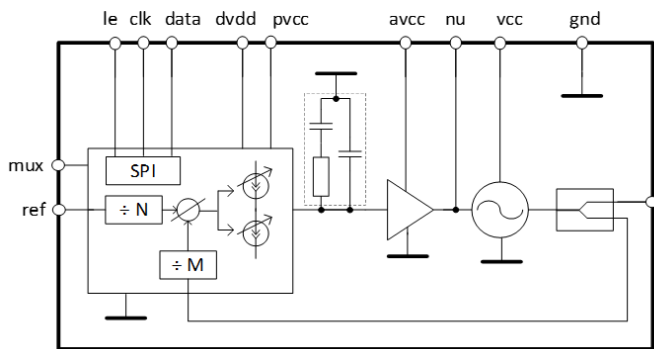 le clk data dvdd pvcc avcc nu vcc gnd
mux
SPI
ref
÷ N
÷ M